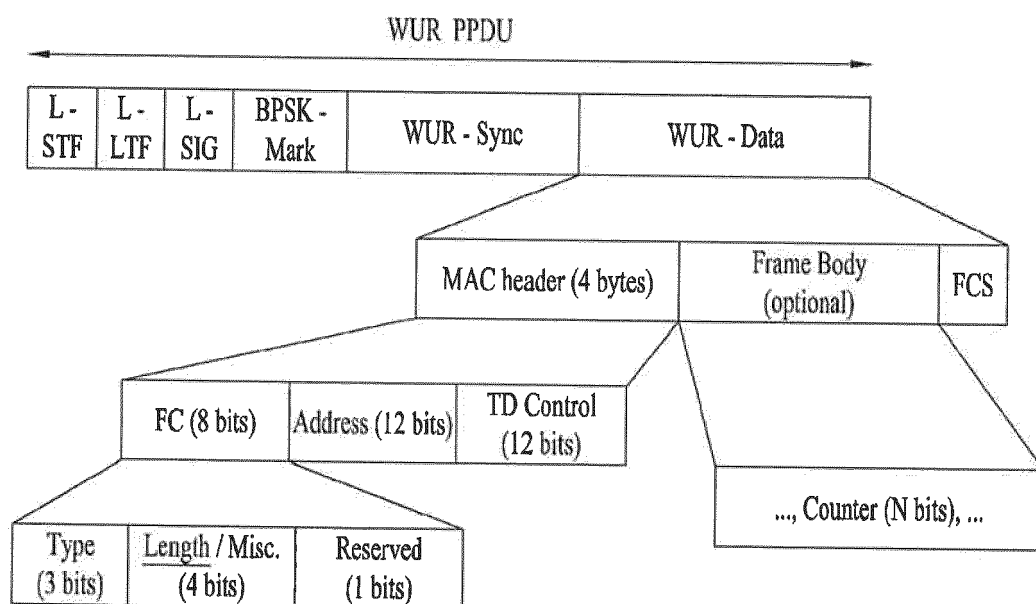 WUR PPDU
L -
STF
L -
LTF
L -
SIG
BPSK -
Mark
WUR - Sync
WUR - Data
MAC header (4 bytes)
Frame Body
(optional)
FCS
FC (8 bits)
Address (12 bits)
TD Control
(12 bits)
..., Counter (N bits), ...
Type
(3 bits)
Length / Misc.
(4 bits)
Reserved
(1 bits)